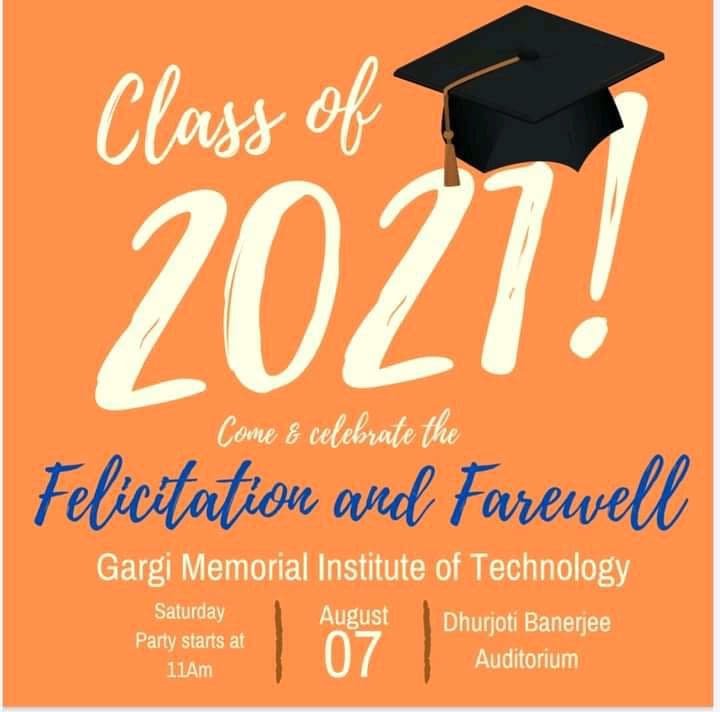 Class of
2021!
Come & celebrate the
Felicitation and Farewell
Gargi Memorial Institute of Technology
Saturday
Party starts at
11Am
August
07
Dhurjoti Banerjee
Auditorium